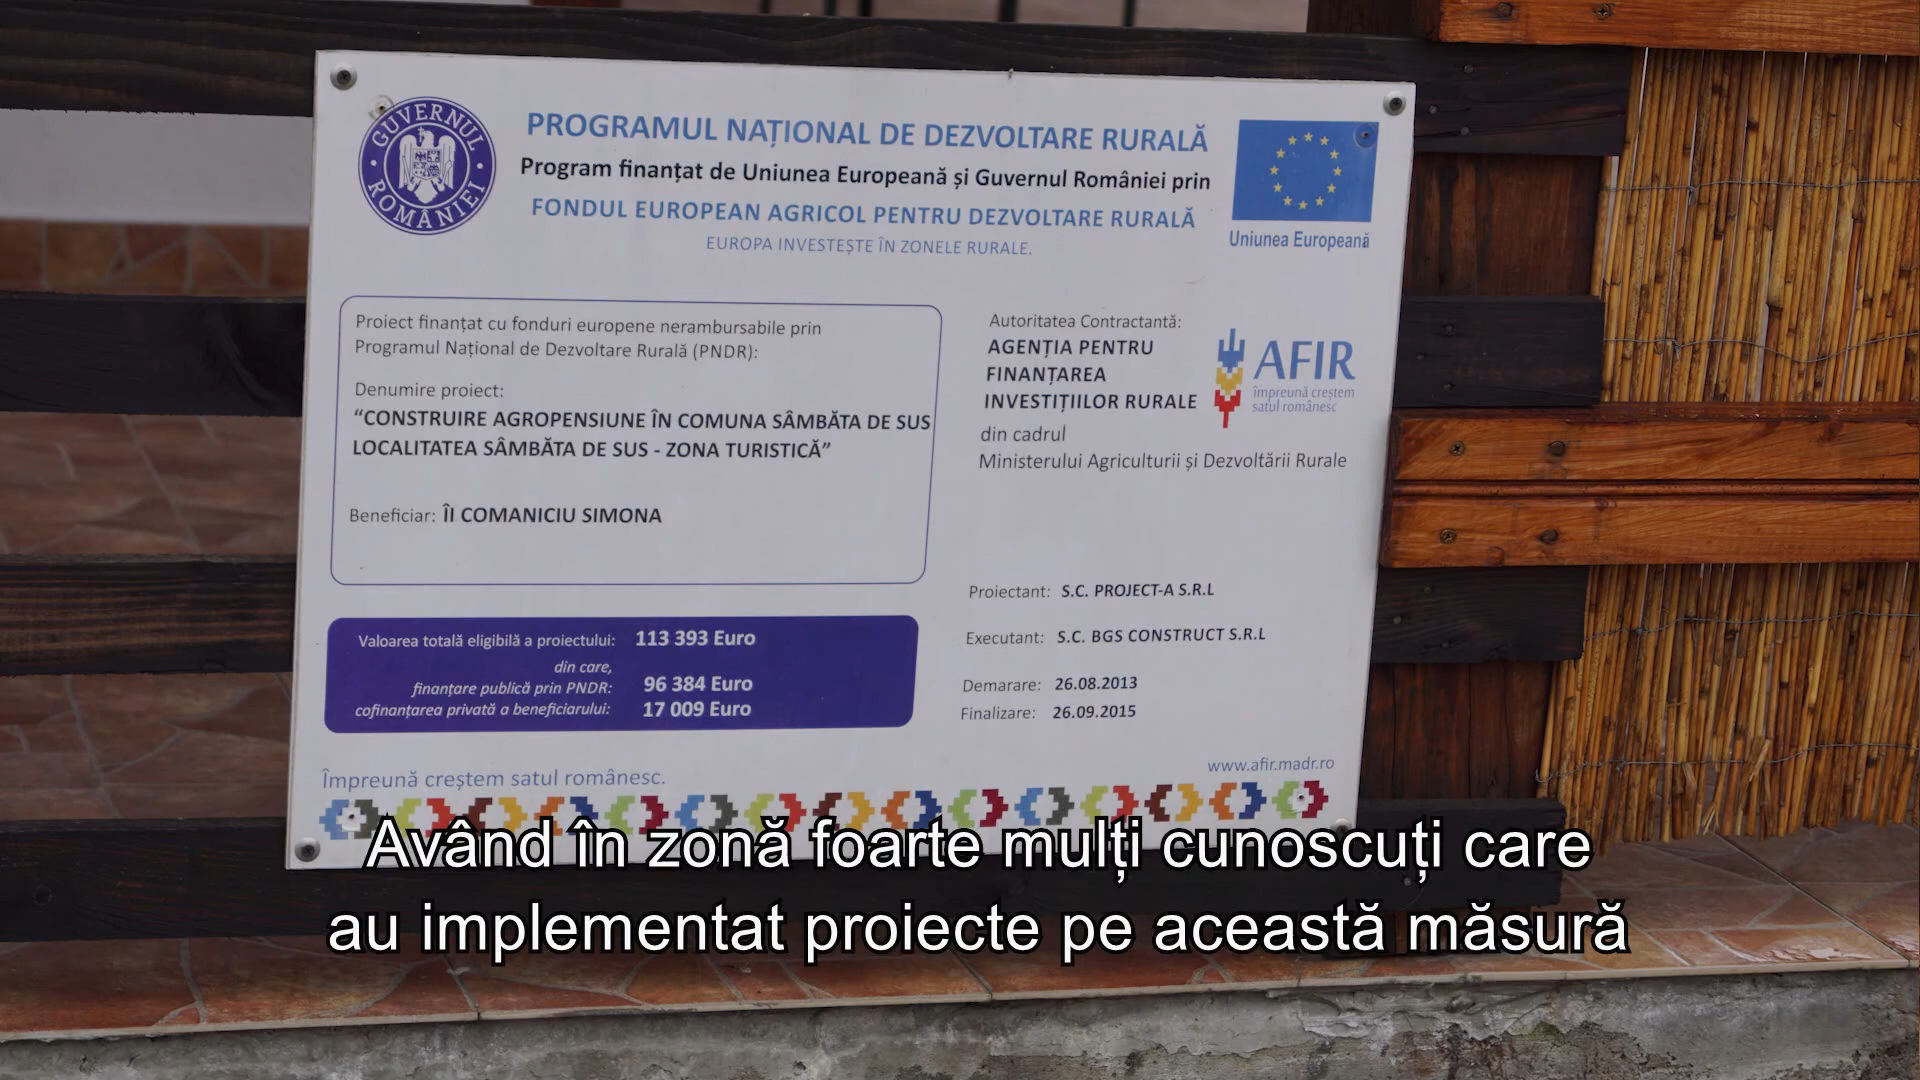 GUVERNUL ROMÂNIEI
PROGRAMUL NAȚIONAL DE DEZVOLTARE RURALĂ
Program finanțat de Uniunea Europeană și Guvernul României prin
FONDUL EUROPEAN AGRICOL PENTRU DEZVOLTARE RURALĂ
EUROPA INVESTEȘTE ÎN ZONELE RURALE.
Uniunea Europeană
Proiect finanțat cu fonduri europene nerambursabile prin
Programul Național de Dezvoltare Rurală (PNDR):
Denumire proiect:
“CONSTRUIRE AGROPENSIUNE ÎN COMUNA SÂMBĂTA DE SUS
LOCALITATEA SÂMBĂTA DE SUS - ZONA TURISTICĂ”
Beneficiar: ÎI COMANICIU SIMONA
Autoritatea Contractantă:
AGENȚIA PENTRU
FINANȚAREA
INVESTIȚIILOR RURALE
AFIR
împreună creștem
satul românesc
din cadrul
Ministerului Agriculturii și Dezvoltării Rurale
Proiectant: S.C. PROJECT-A S.R.L
Executant: S.C. BGS CONSTRUCT S.R.L
Demarare: 26.08.2013
Finalizare: 26.09.2015
Valoarea totală eligibilă a proiectului: 113 393 Euro
din care,
finanțare publică prin PNDR: 96 384 Euro
cofinanțarea privată a beneficiarului: 17 009 Euro
Împreună creștem satul românesc.
www.afir.madr.ro
Având în zonă foarte mulți cunoscuți care
au implementat proiecte pe această măsură